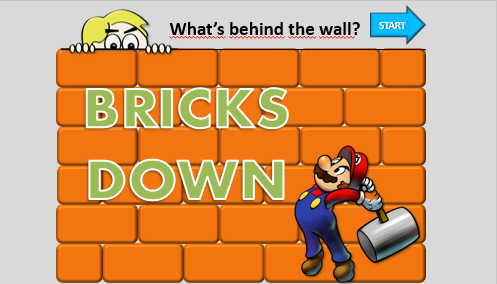 What's behind the wall?
START
BRICKS
DOWN